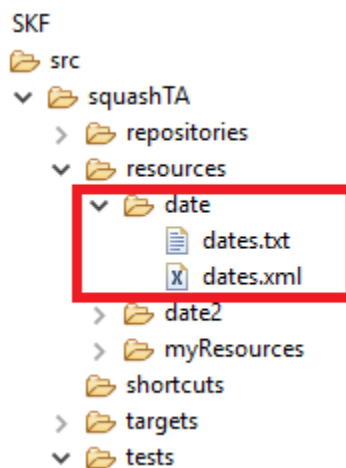 SKF
src
squashTA
repositories
resources
date
dates.txt
dates.xml
date2
myResources
shortcuts
targets
tests